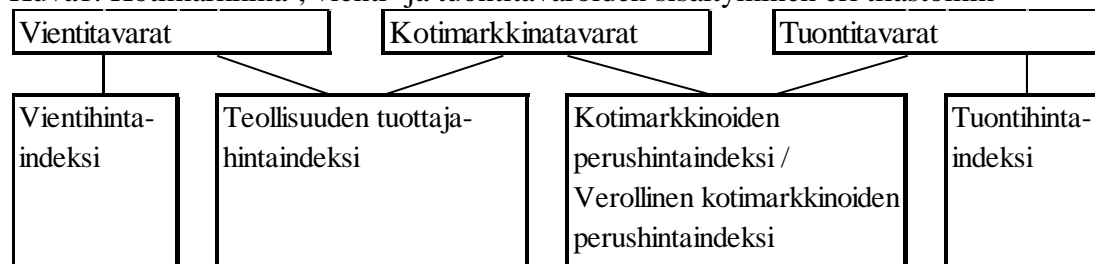 Vientitavarat
Kotimarkkinatavarat
Tuontitavarat
Vientihinta-
indeksi
Teollisuuden tuottaja-
hintaindeksi
Kotimarkkinoiden
perushintaindeksi /
Verollinen kotimarkkinoiden
perushintaindeksi
Tuontihinta-
indeksi